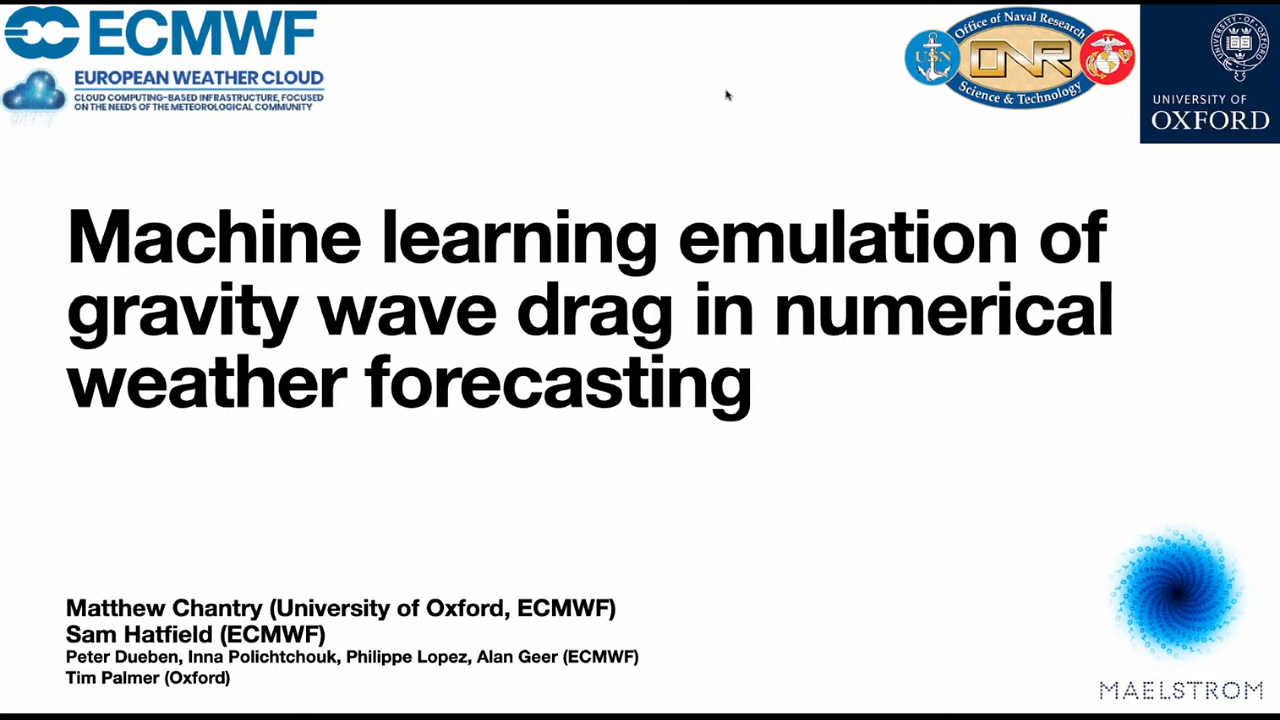 ECMWF
EUROPEAN WEATHER CLOUD
CLOUD COMPUTING-BASED INFRASTRUCTURE, FOCUSED
ON THE NEEDS OF THE METEOROLOGICAL COMMUNITY
Office of Naval Research
USN
ONR
Science & Technology
UNIVERSITY OF
OXFORD
Machine learning emulation of
gravity wave drag in numerical
weather forecasting
Matthew Chantry (University of Oxford, ECMWF)
Sam Hatfield (ECMWF)
Peter Dueben, Inna Polichtchouk, Philippe Lopez, Alan Geer (ECMWF)
Tim Palmer (Oxford)
MAELSTROM